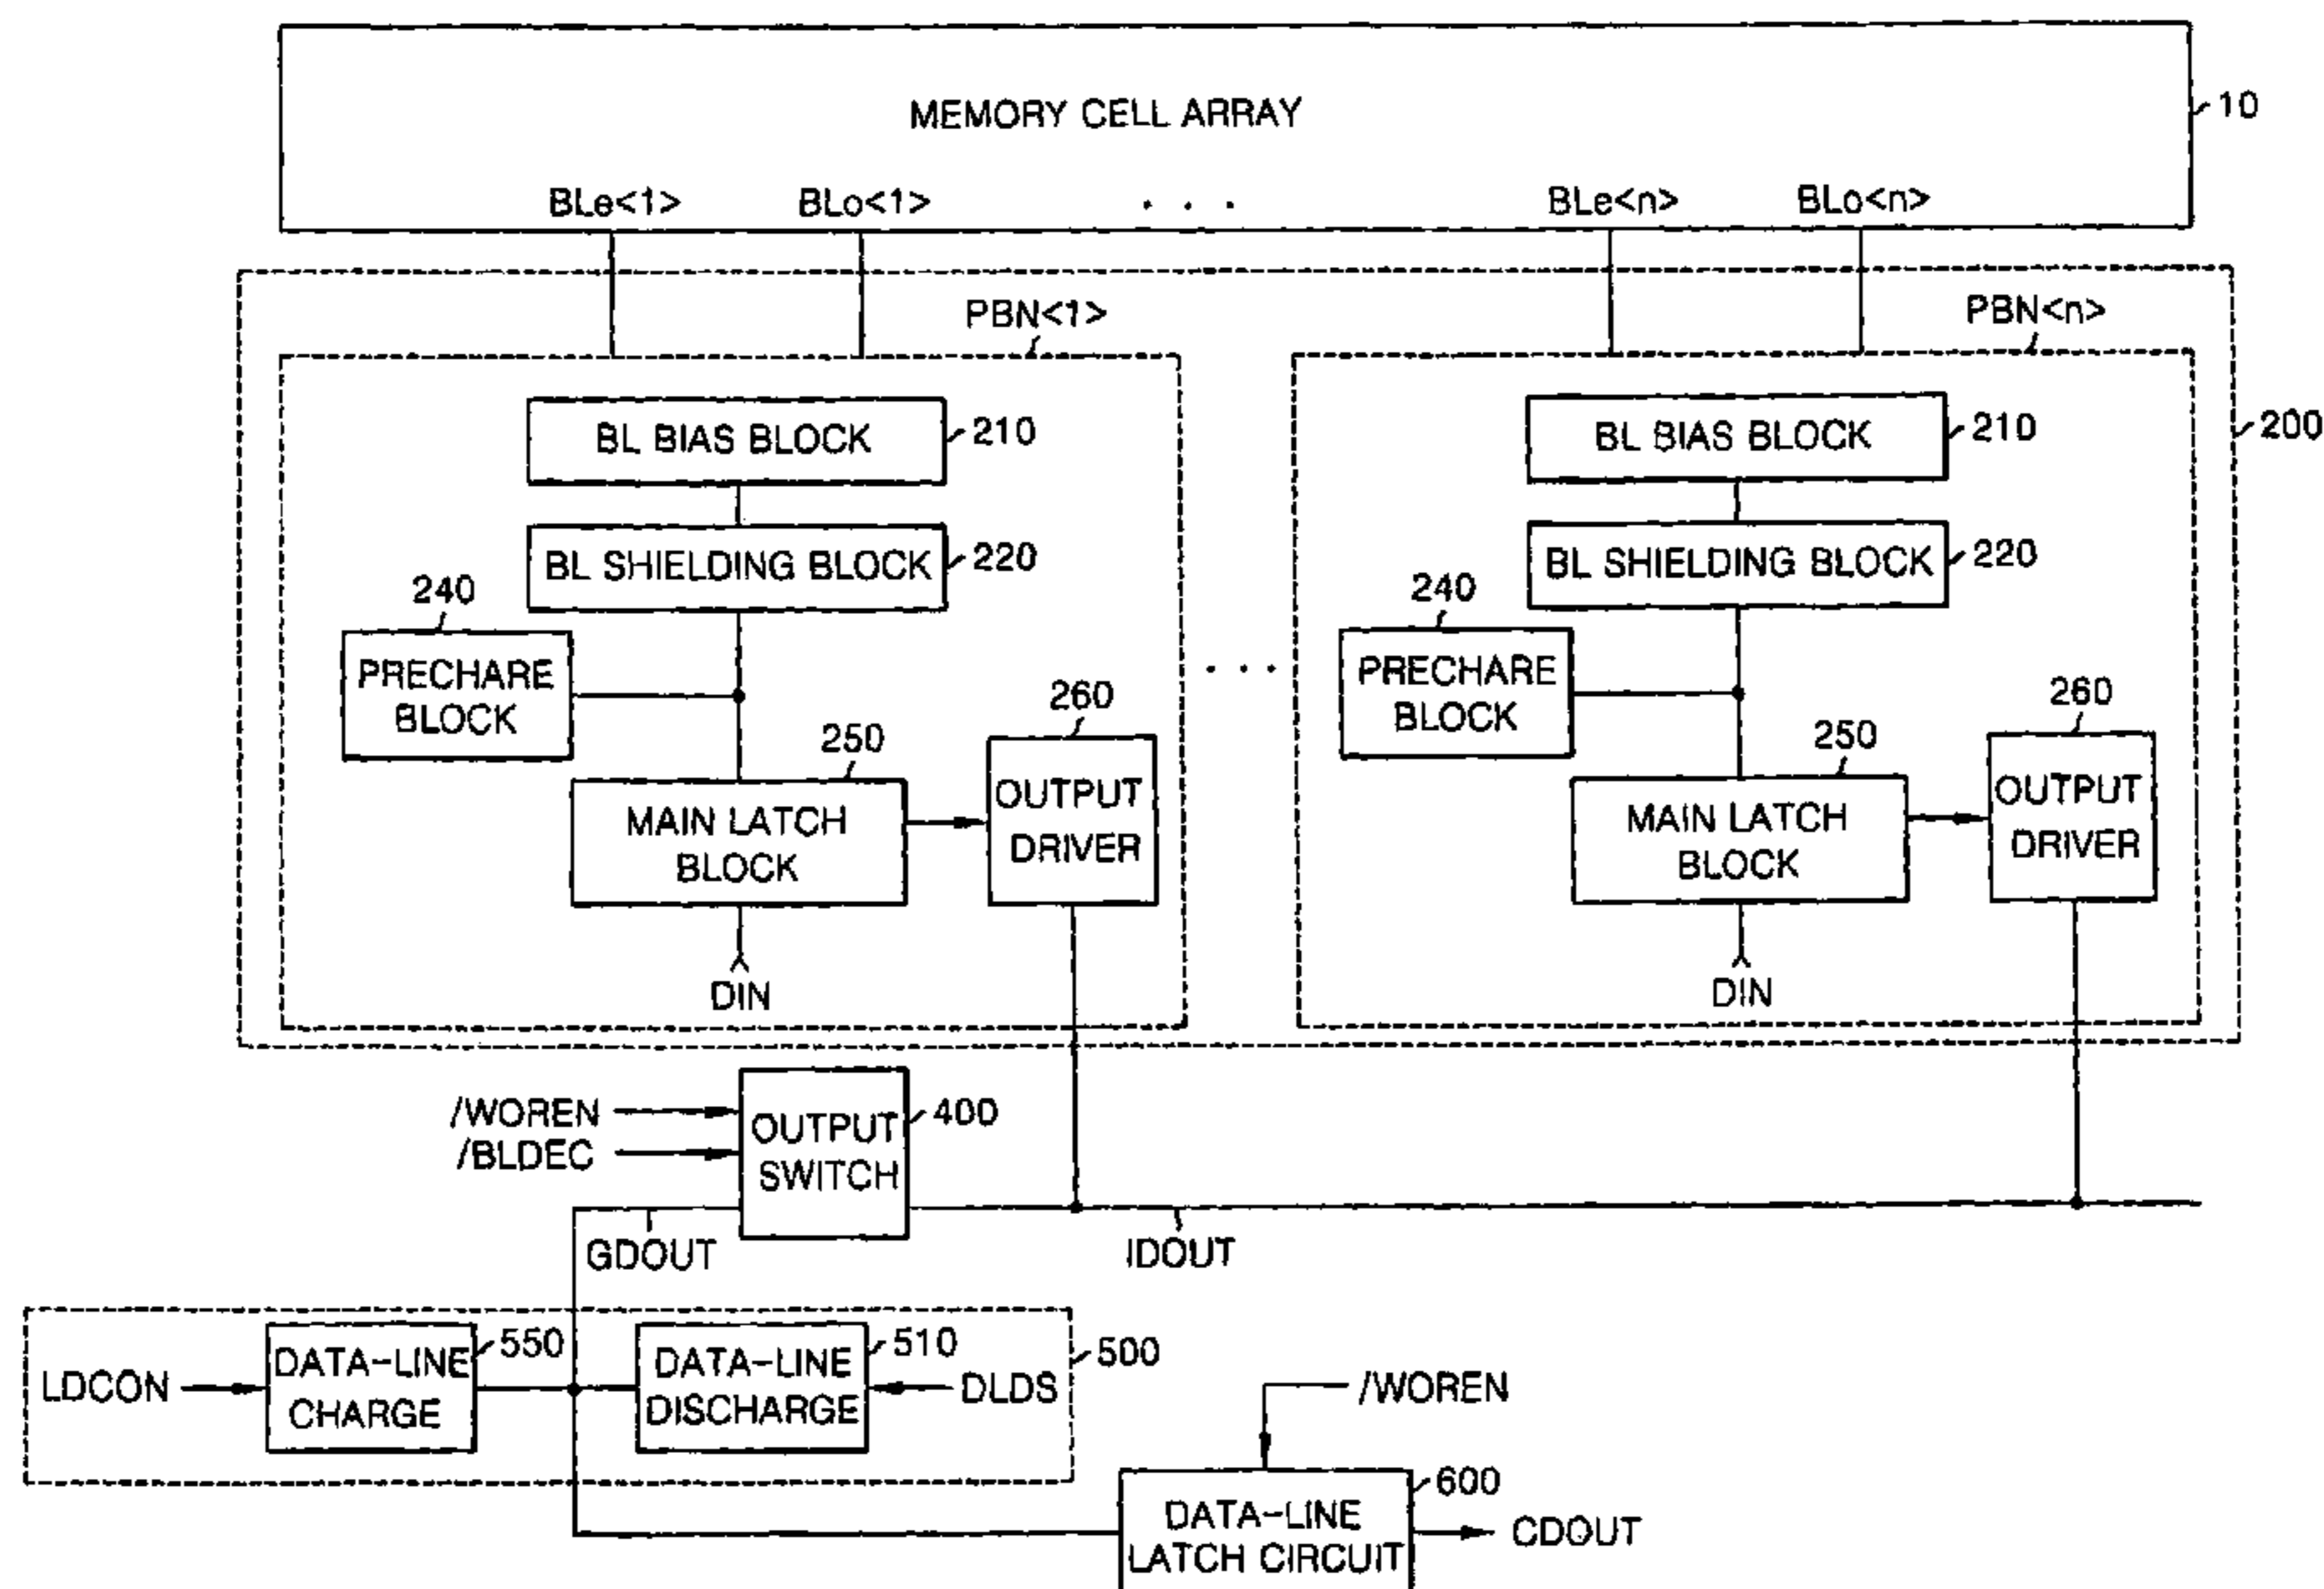 MEMORY CELL ARRAY
10
BLe<1>
BLo<1>
. . .
BLe<n>
BLo<n>
PBN<1>
PBN<n>
200
BL BIAS BLOCK
210
BL SHIELDING BLOCK
220
240
PRECHARE
BLOCK
250
MAIN LATCH
BLOCK
260
OUTPUT
DRIVER
DIN
. . .
BL BIAS BLOCK
210
BL SHIELDING BLOCK
220
240
PRECHARE
BLOCK
250
MAIN LATCH
BLOCK
260
OUTPUT
DRIVER
DIN
/WOREN
/BLDEC
OUTPUT
SWITCH
400
GDOUT
IDOUT
LDCON
DATA-LINE
CHARGE
550
DATA-LINE
DISCHARGE
510
DLDS
500
/WOREN
DATA-LINE
LATCH CIRCUIT
600
CDOUT